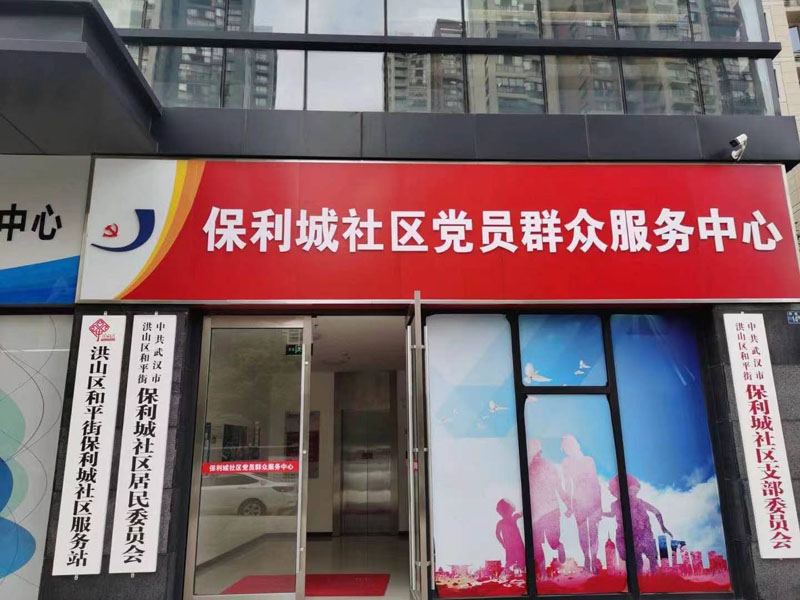 中心
保利城社区党员群众服务中心
洪山区和平街保利城社区服务站
中共武汉市
洪山区和平街
保利城社区居民委员会
保利城社区党员群众服务中心
中共武汉市
洪山区和平街
保利城社区支部委员会